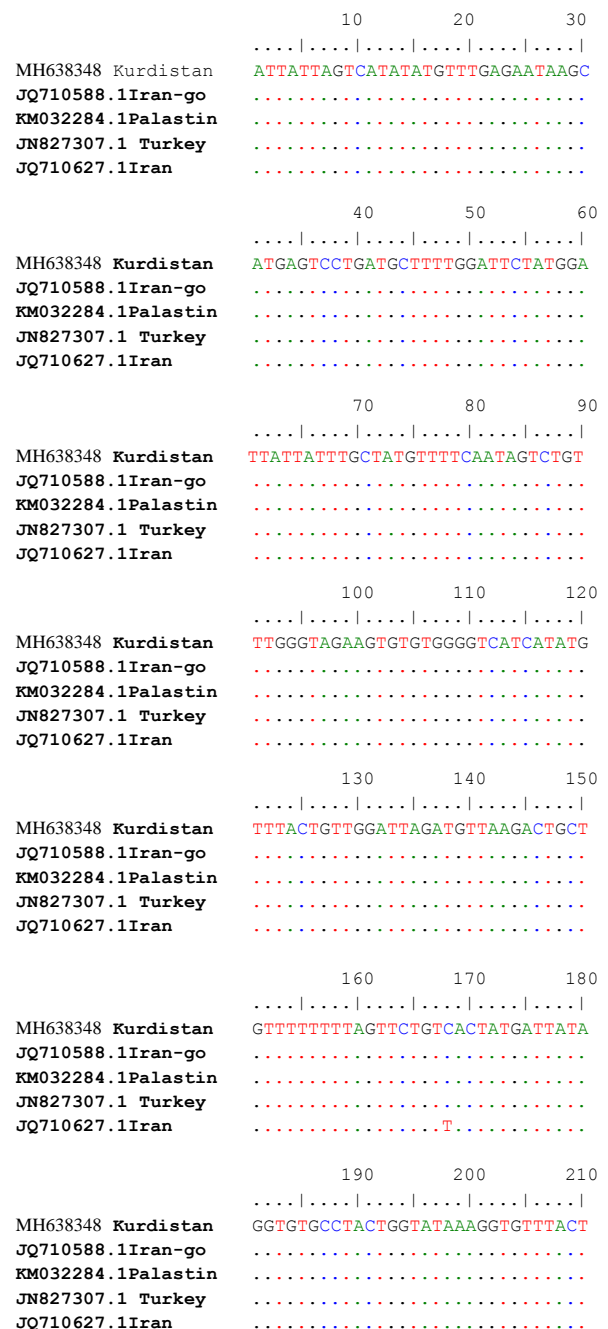 10 20 30
....|....|....|....|....|....|
MH638348 Kurdistan ATTATTAGTCATATATGTTTGAGAATAAGC
JQ710588.1Iran-go ..............................
KM032284.1Palastin ..............................
JN827307.1 Turkey ..............................
JQ710627.1Iran ..............................
40 50 60
....|....|....|....|....|....|
MH638348 Kurdistan ATGAGTCCTGATGCTTTTGGATTCTATGGA
JQ710588.1Iran-go ..............................
KM032284.1Palastin ..............................
JN827307.1 Turkey ..............................
JQ710627.1Iran ..............................
70 80 90
....|....|....|....|....|....|
MH638348 Kurdistan TTATTATTTGCTATGTTTTCAATAGTCTGT
JQ710588.1Iran-go ..............................
KM032284.1Palastin ..............................
JN827307.1 Turkey ..............................
JQ710627.1Iran ..............................
100 110 120
....|....|....|....|....|....|
MH638348 Kurdistan TTGGGTAGAAGTGTGTGGGGTCATCATATG
JQ710588.1Iran-go ..............................
KM032284.1Palastin ..............................
JN827307.1 Turkey ..............................
JQ710627.1Iran ..............................
130 140 150
....|....|....|....|....|....|
MH638348 Kurdistan TTTACTGTTGGATTAGATGTTAAGACTGCT
JQ710588.1Iran-go ..............................
KM032284.1Palastin ..............................
JN827307.1 Turkey ..............................
JQ710627.1Iran ..............................
160 170 180
....|....|....|....|....|....|
MH638348 Kurdistan GTTTTTTTTAGTTCTGTCACTATGATTATA
JQ710588.1Iran-go ..............................
KM032284.1Palastin ..............................
JN827307.1 Turkey ..............................
JQ710627.1Iran .................T............
190 200 210
....|....|....|....|....|....|
MH638348 Kurdistan GGTGTGCCTACTGGTATAAAGGTGTTTACT
JQ710588.1Iran-go ..............................
KM032284.1Palastin ..............................
JN827307.1 Turkey ..............................
JQ710627.1Iran ..............................